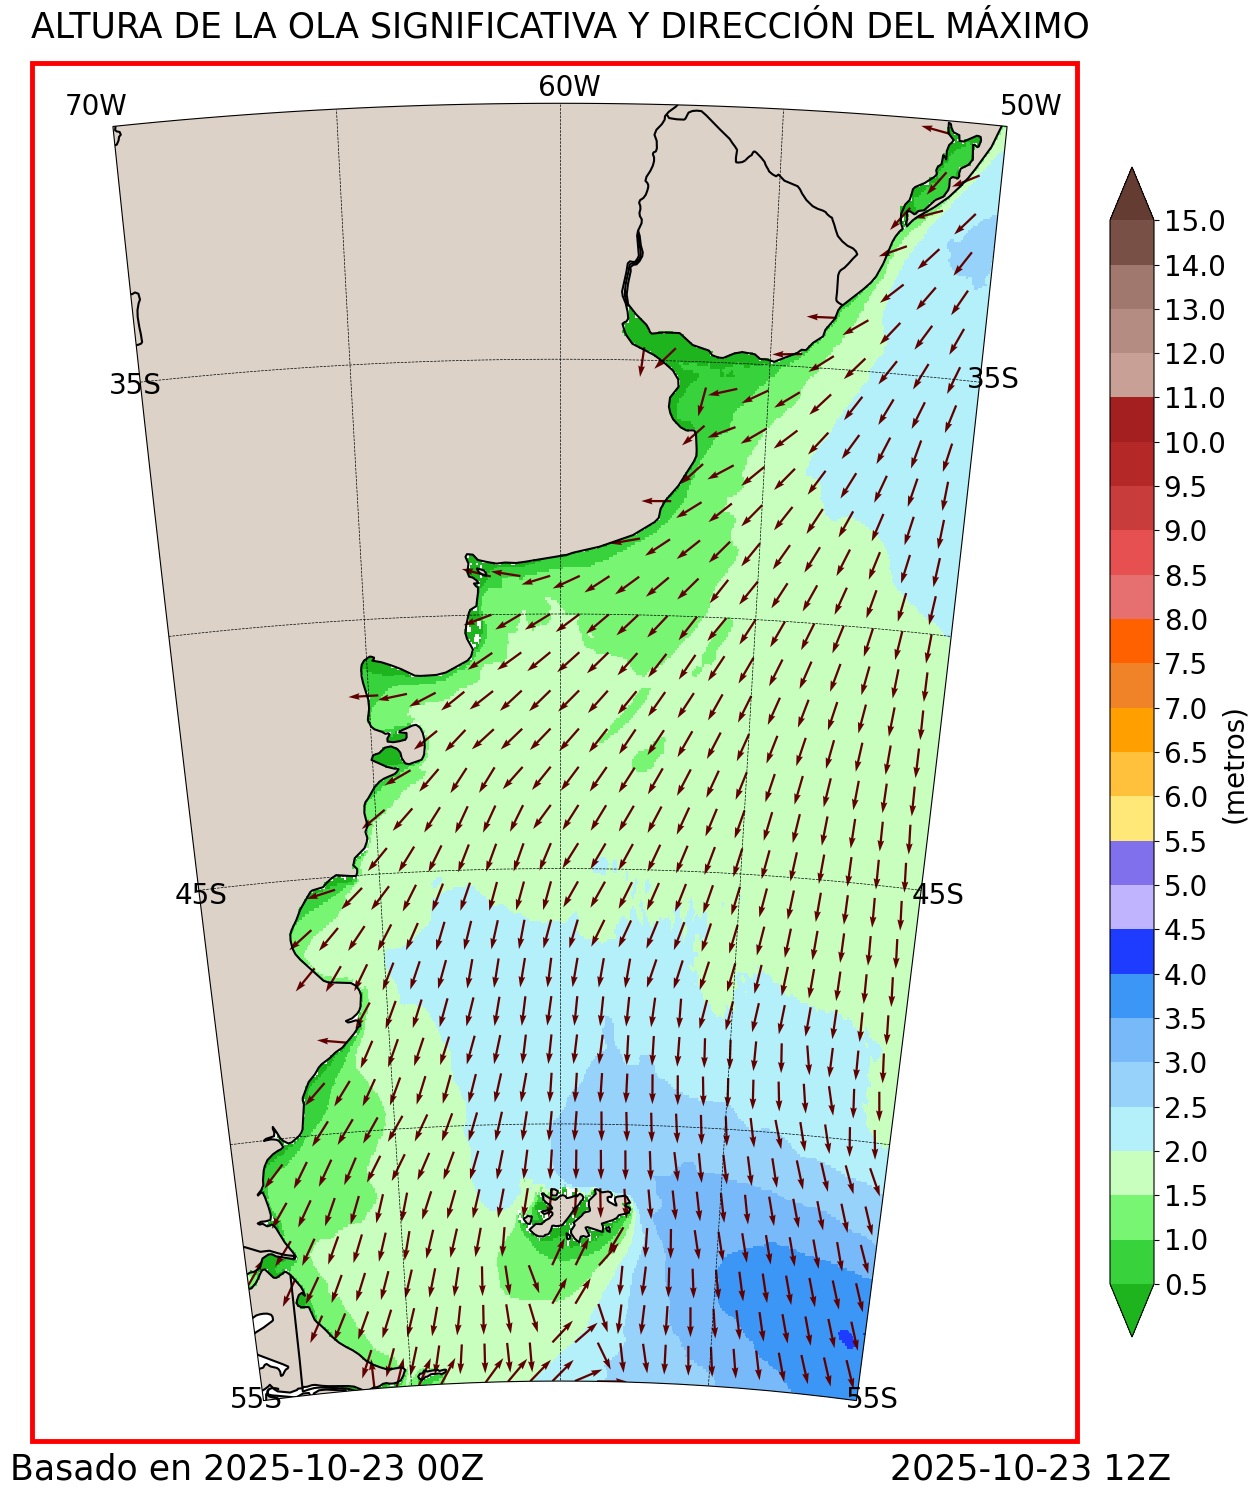 ALTURA DE LA OLA SIGNIFICATIVA Y DIRECCIÓN DEL MÁXIMO
70W
60W
50W
35S
35S
45S
45S
55S
55S
15.0
14.0
13.0
12.0
11.0
10.0
9.5
9.0
8.5
8.0
7.5
7.0
6.5
6.0
5.5
5.0
4.5
4.0
3.5
3.0
2.5
2.0
1.5
1.0
0.5
(metros)
Basado en 2025-10-23 00Z
2025-10-23 12Z